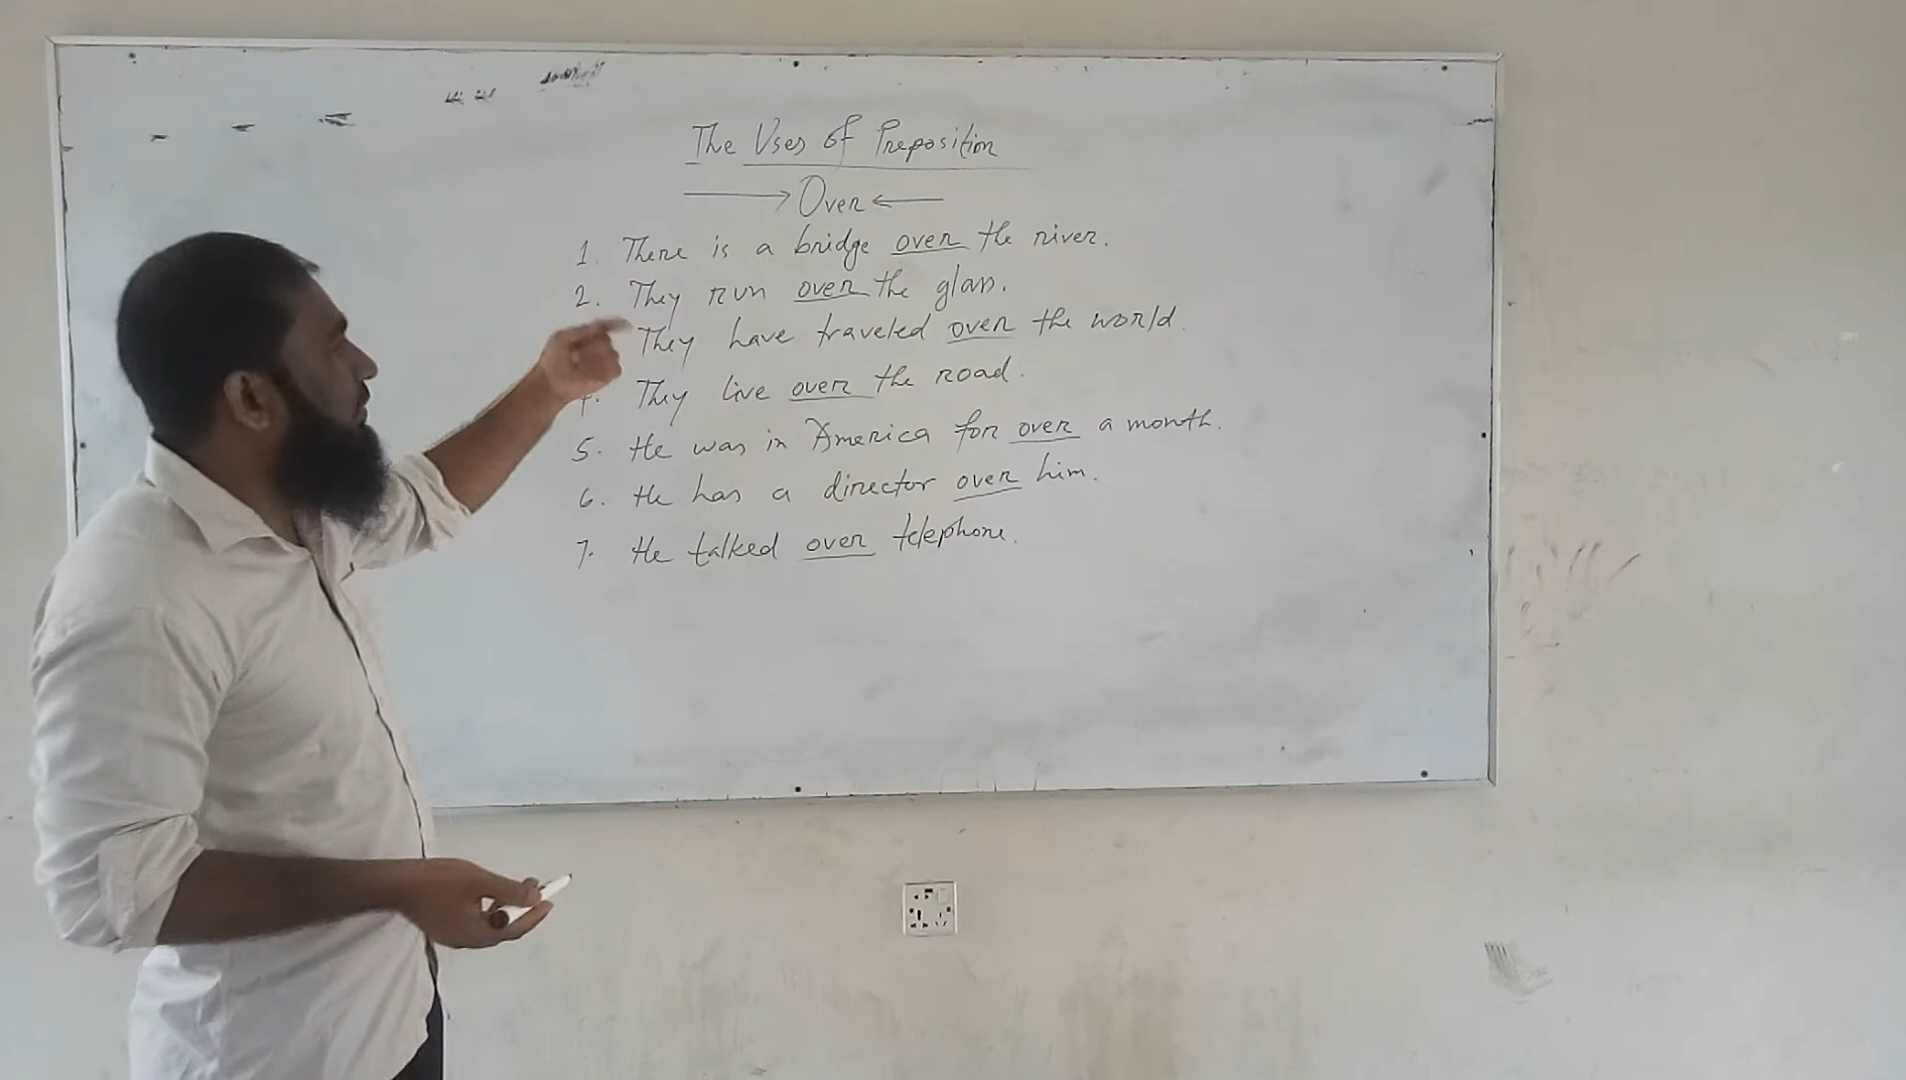 The Uses of Preposition
Over
1. There is a bridge over the river.
2. They run over the glass.
They have traveled over the world.
4. They live over the road.
5. He was in America for over a month.
6. He has a director over him.
7. He talked over telephone.